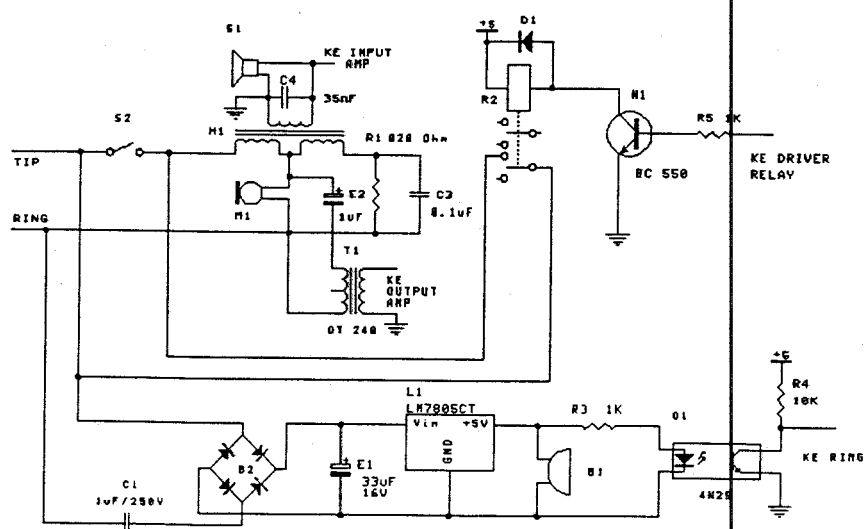 S1
KE INPUT
AMP
C4
35nF
+5
D1
R2
N1
R5 1K
BC 550
KE DRIVER
RELAY
S2
TIP
H1
R1 820 Ohm
RING
M1
E2
1uF
C3
0.1uF
T1
KE
OUTPUT
AMP
OT 240
L1
LM7805CT
Vin +5V
GND
R3 1K
O1
+5
R4
10K
KE RING
B2
E1
33uF
16V
B1
4N25
C1
1uF/250V